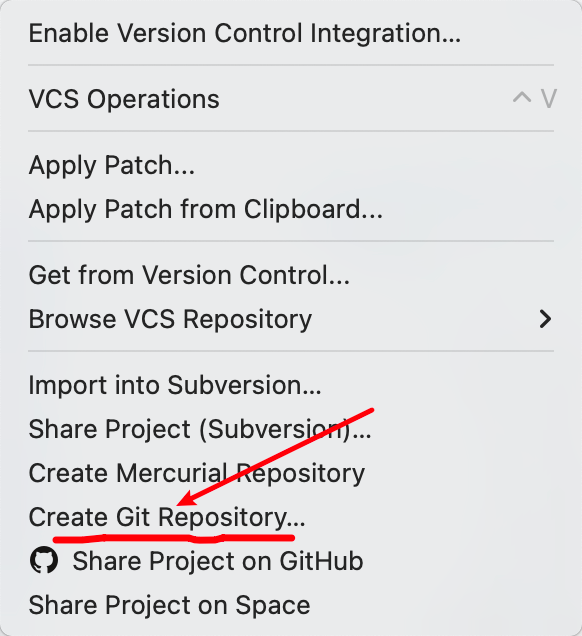 Enable Version Control Integration...
VCS Operations ^ V
Apply Patch...
Apply Patch from Clipboard...
Get from Version Control...
Browse VCS Repository
Import into Subversion...
Share Project (Subversion)...
Create Mercurial Repository
Create Git Repository...
Share Project on GitHub
Share Project on Space